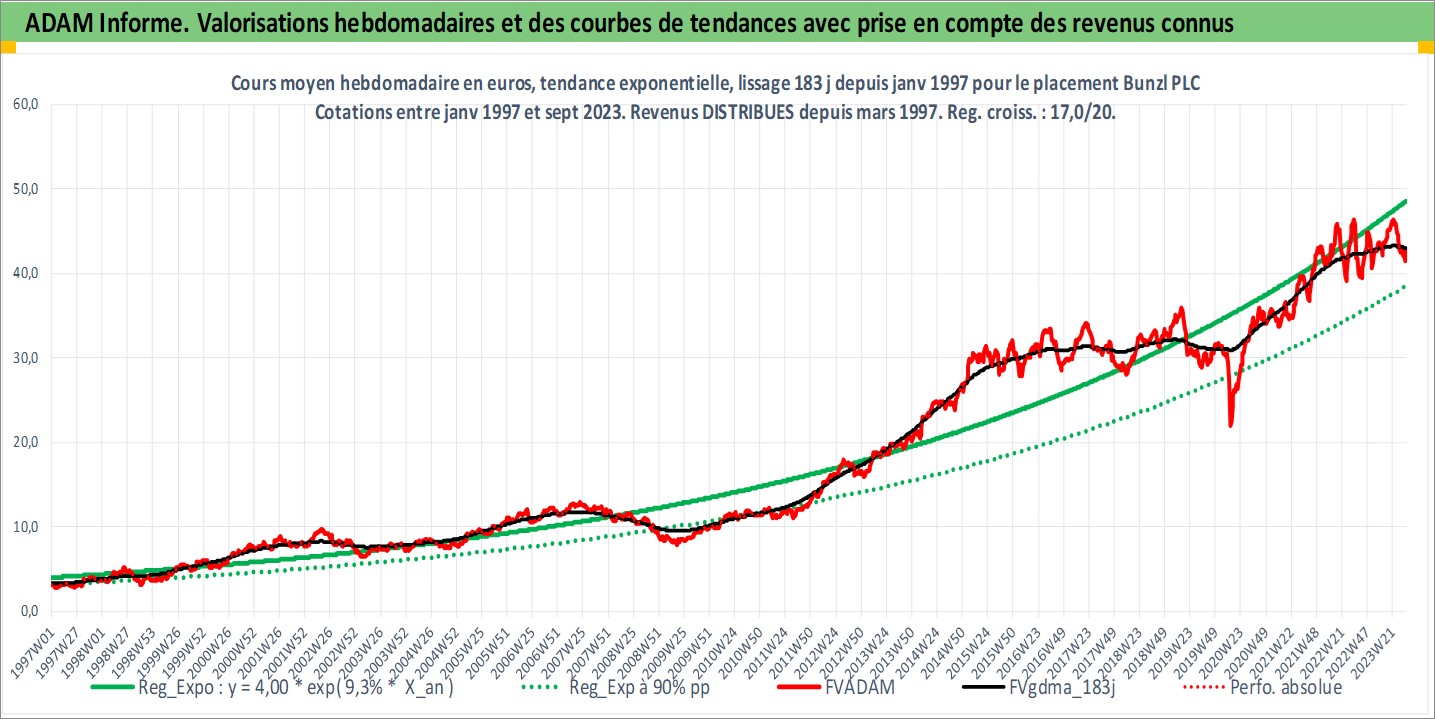 ADAM Informe. Valorisations hebdomadaires et des courbes de tendances avec prise en compte des revenus connus
Cours moyen hebdomadaire en euros, tendance exponentielle, lissage 183 j depuis janv 1997 pour le placement Bunzl PLC
Cotations entre janv 1997 et sept 2023. Revenus DISTRIBUES depuis mars 1997. Reg. croiss. : 17,0/20.
60,0
50,0
40,0
30,0
20,0
10,0
0,0
1997W01 1997W27 1998W01 1998W27 1998W53 1999W26 1999W52 2000W26 2000W52 2001W26 2001W52 2002W26 2002W52 2003W26 2003W52 2004W26 2004W52 2005W25 2005W51 2006W25 2006W51 2007W25 2007W51 2008W25 2008W51 2009W25 2009W51 2010W24 2010W50 2011W24 2011W50 2012W24 2012W50 2013W24 2013W50 2014W24 2014W50 2015W24 2015W50 2016W23 2016W49 2017W23 2017W49 2018W23 2018W49 2019W23 2019W49 2020W23 2020W49 2021W22 2021W48 2022W21 2022W47 2023W21
Reg_Expo : y = 4,00 * exp( 9,3% * X_an ) Reg_Exp à 90% pp FVADAM FVgdma_183j Perfo. absolue